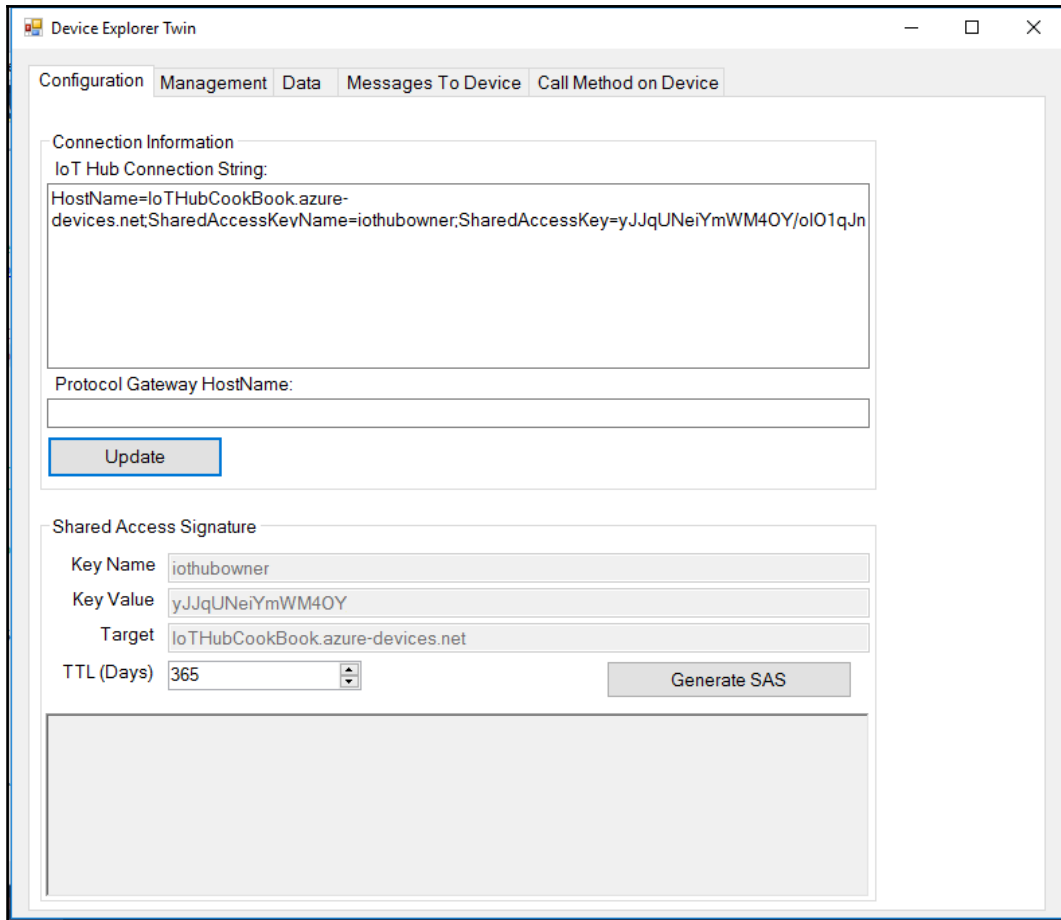 Device Explorer Twin
Configuration Management Data Messages To Device Call Method on Device
Connection Information
IoT Hub Connection String:
HostName=IoTHubCookBook.azure-
devices.net;SharedAccessKeyName=iothubowner;SharedAccessKey=yJJqUNeiYmWM4OY/oIO1qJn
Protocol Gateway HostName:
Update
Shared Access Signature
Key Name iothubowner
Key Value yJJqUNeiYmWM4OY
Target IoTHubCookBook.azure-devices.net
TTL (Days) 365
Generate SAS